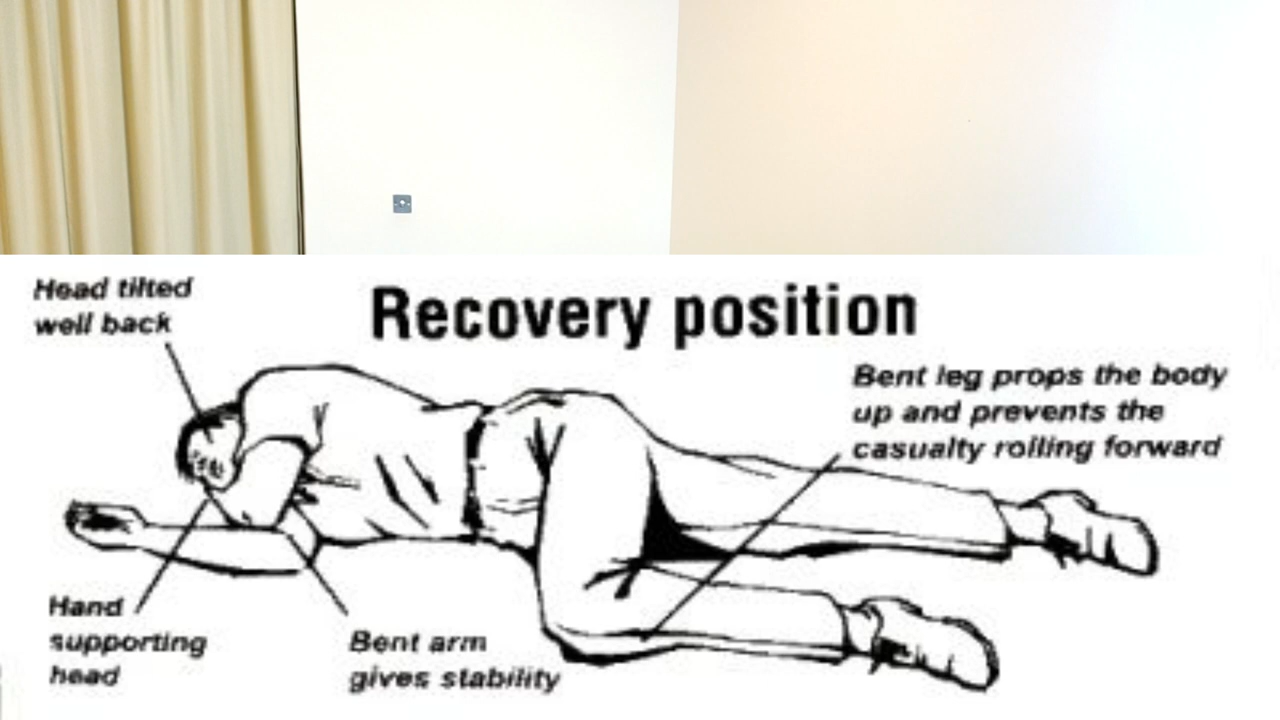 Head tilted
well back
Recovery position
Bent leg props the body
up and prevents the
casualty rolling forward
Hand
supporting
head
Bent arm
gives stability